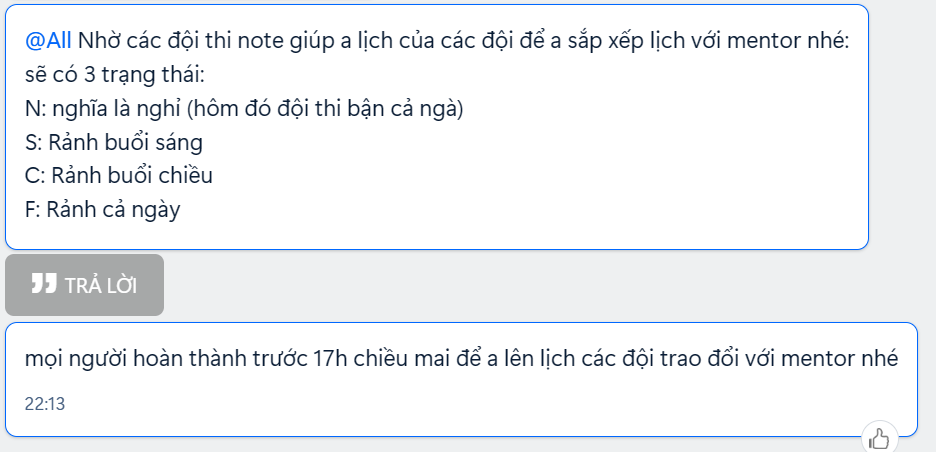 @All Nhờ các đội thi note giúp a lịch của các đội để a sắp xếp lịch với mentor nhé:
sẽ có 3 trạng thái:
N: nghĩa là nghỉ (hôm đó đội thi bận cả ngà)
S: Rảnh buổi sáng
C: Rảnh buổi chiều
F: Rảnh cả ngày
TRẢ LỜI
mọi người hoàn thành trước 17h chiều mai để a lên lịch các đội trao đổi với mentor nhé
22:13